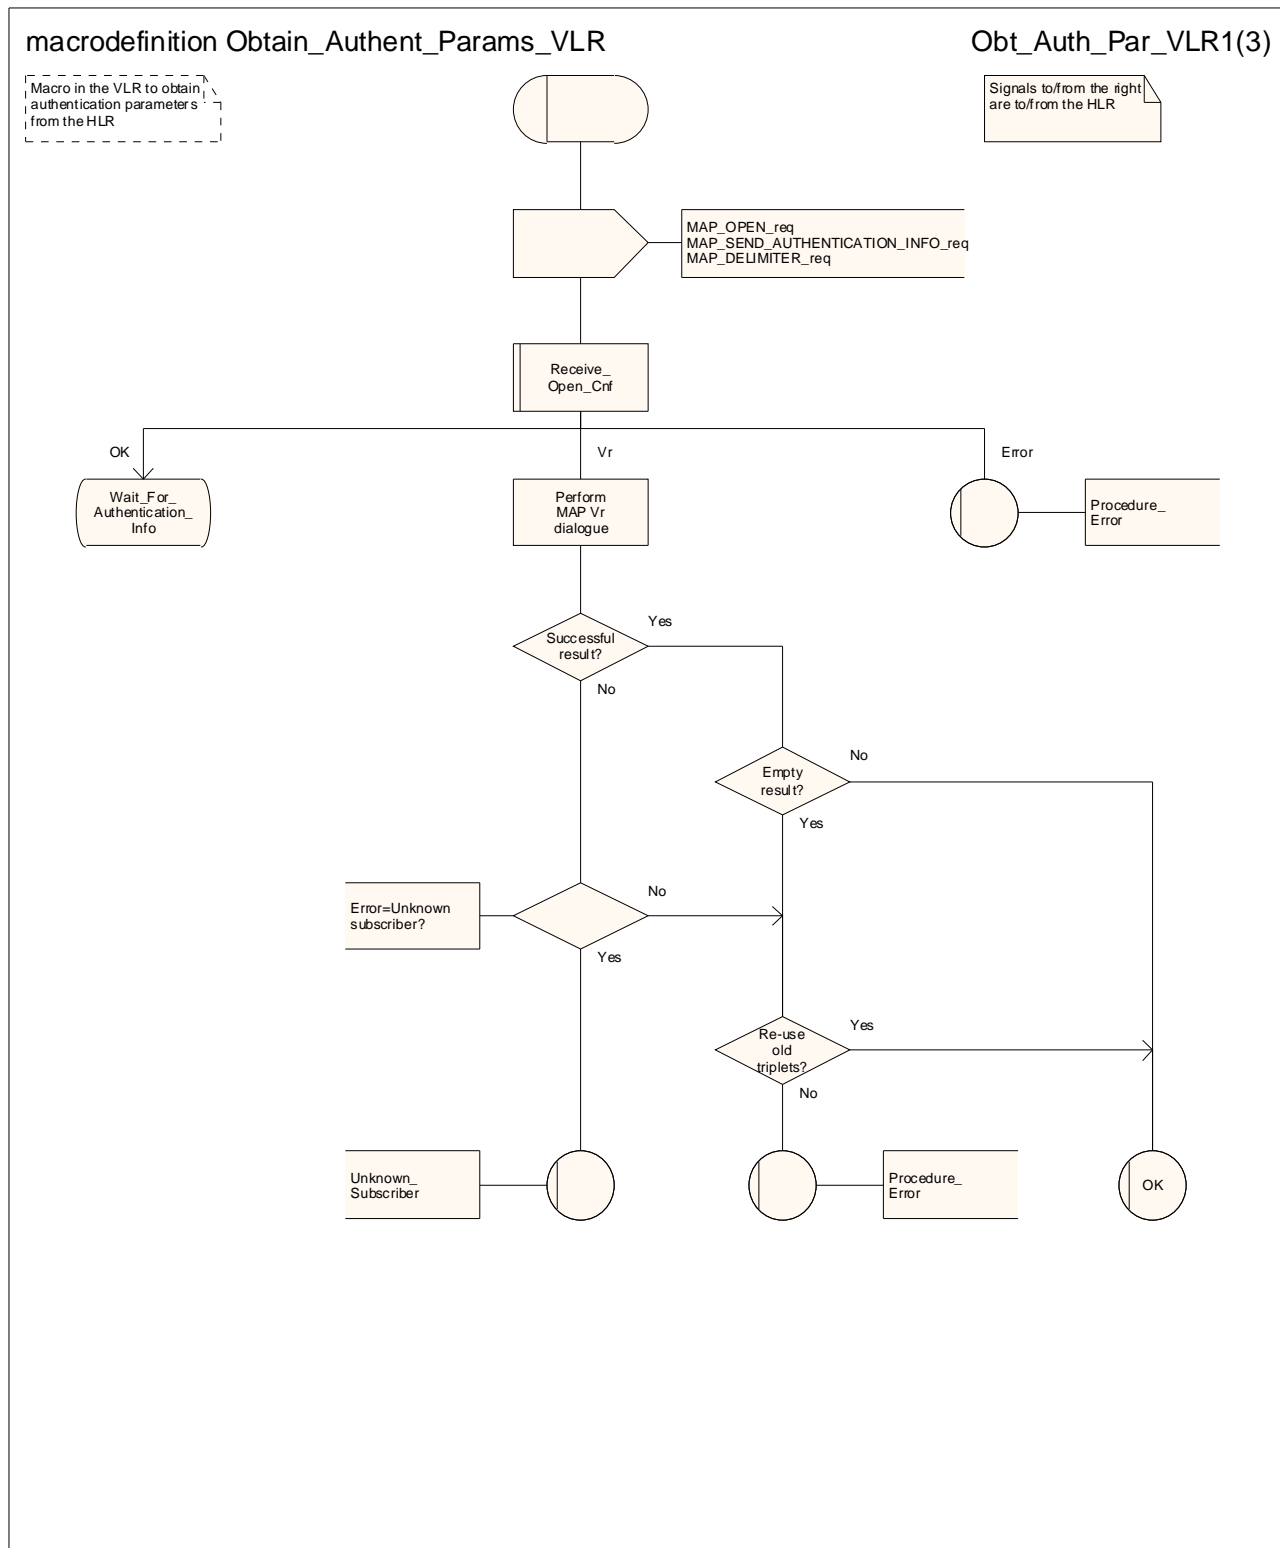 macrodefinition Obtain_Authent_Params_VLR
Obt_Auth_Par_VLR1(3)
Macro in the VLR to obtain
authentication parameters
from the HLR
Signals to/from the right
are to/from the HLR
MAP_OPEN_req
MAP_SEND_AUTHENTICATION_INFO_req
MAP_DELIMITER_req
Receive_
Open_Cnf
OK
Vr
Error
Wait_For_
Authentication_
Info
Perform
MAP Vr
dialogue
Procedure_
Error
Successful
result?
Yes
No
Empty
result?
No
Yes
Error=Unknown
subscriber?
No
Yes
Re-use
old
triplets?
Yes
No
Unknown_
Subscriber
Procedure_
Error
OK